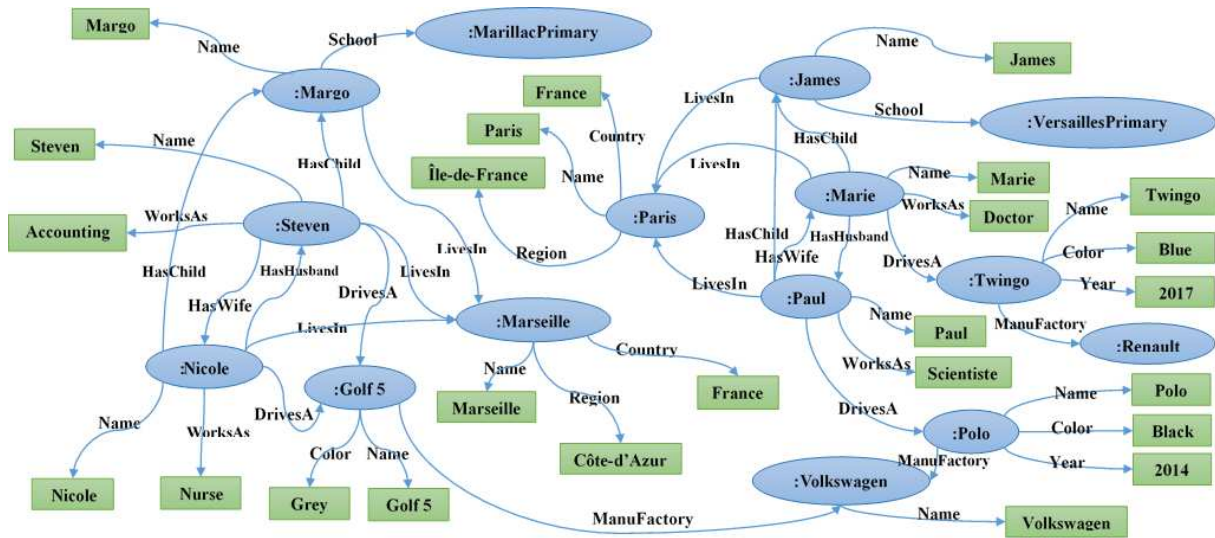 Margo
Name
School
:MarillacPrimary
:Margo
Steven
Name
HasChild
Accounting
WorksAs
:Steven
HasChild
HasWife
HasHusband
DrivesA
LivesIn
LivesIn
LivesIn
:Nicole
Name
WorksAs
DrivesA
Nicole
Nurse
:Golf 5
Color
Name
Grey
Golf 5
ManuFactory
:Marseille
Name
Region
Country
Marseille
Côte-d'Azur
France
France
Paris
Île-de-France
Country
Name
Region
:Paris
LivesIn
LivesIn
LivesIn
:James
Name
James
School
:VersaillesPrimary
HasChild
:Marie
Name
Marie
WorksAs
Doctor
HasChild
HasWife
HasHusband
DrivesA
:Paul
Name
Paul
WorksAs
Scientiste
DrivesA
:Twingo
Name
Twingo
Color
Blue
Year
2017
ManuFactory
:Renault
:Polo
Name
Polo
Color
Black
Year
2014
ManuFactory
:Volkswagen
Name
Volkswagen